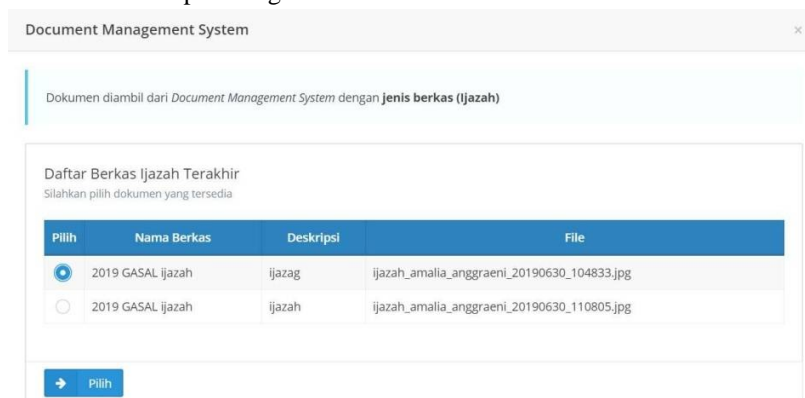 Document Management System ×
Dokumen diambil dari Document Management System dengan jenis berkas (Ijazah)
Daftar Berkas Ijazah Terakhir
Silahkan pilih dokumen yang tersedia
Pilih Nama Berkas Deskripsi File
2019 GASAL ijazah ijazag ijazah_amalia_anggraeni_20190630_104833.jpg
2019 GASAL ijazah ijazah ijazah_amalia_anggraeni_20190630_110805.jpg
Pilih